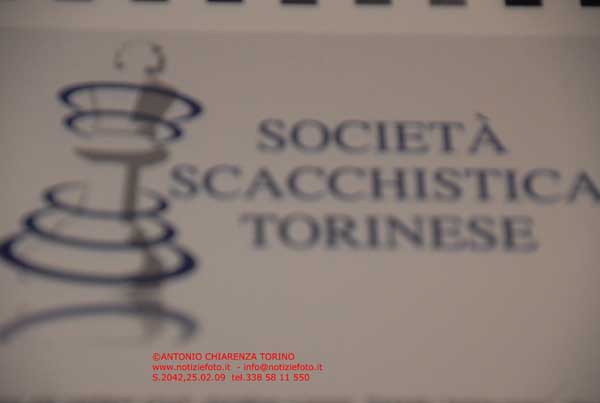 SOCIETÀ
SCACCHISTICA
TORINESE
©ANTONIO CHIARENZA TORINO
www.notiziefoto.it - info@notiziefoto.it
S.2042,25.02.09 tel.338 58 11 550